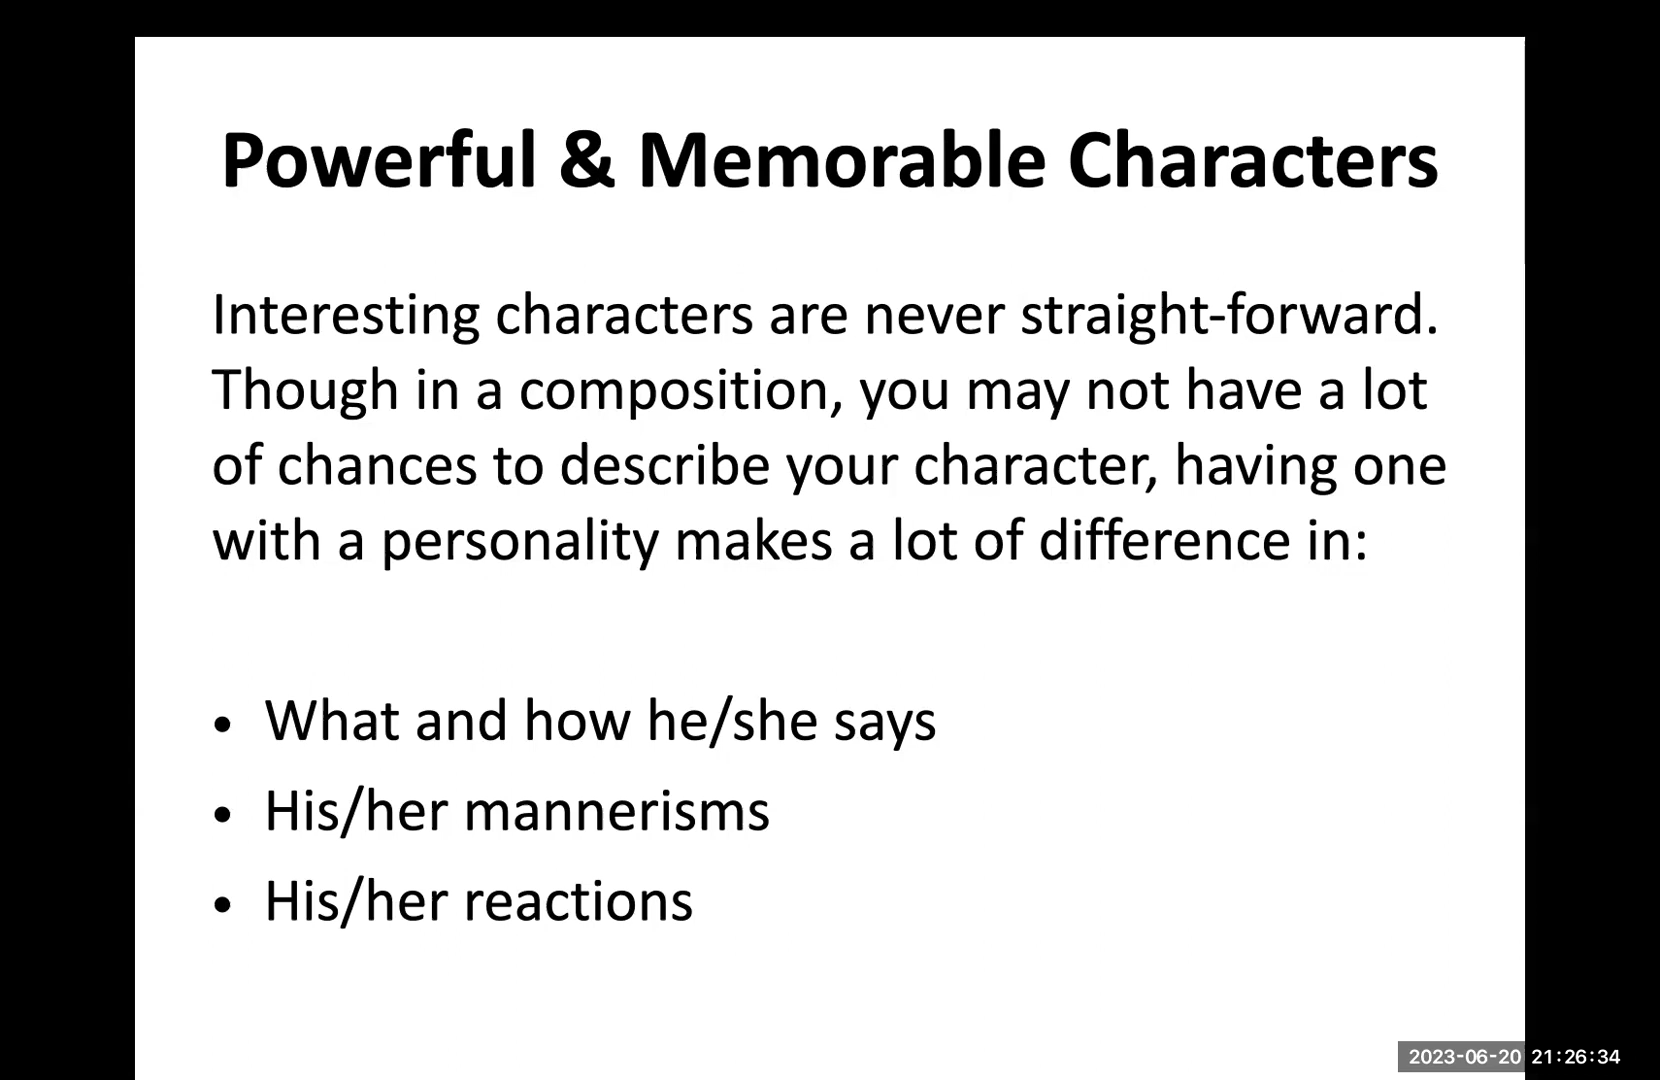 Powerful & Memorable Characters
Interesting characters are never straight-forward.
Though in a composition, you may not have a lot
of chances to describe your character, having one
with a personality makes a lot of difference in:
• What and how he/she says
• His/her mannerisms
• His/her reactions
2023-06-20 21:26:34